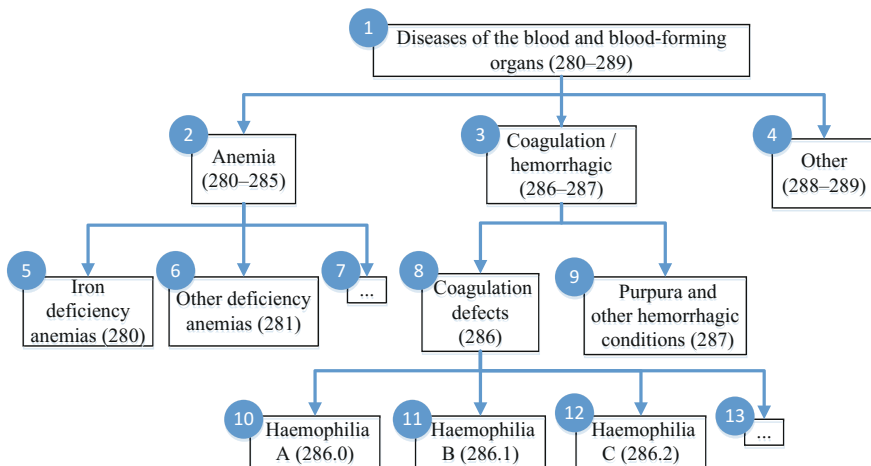 1
Diseases of the blood and blood-forming
organs (280–289)
2
Anemia
(280–285)
3
Coagulation /
hemorrhagic
(286–287)
4
Other
(288–289)
5
Iron
deficiency
anemias (280)
6
Other deficiency
anemias (281)
7
...
8
Coagulation
defects
(286)
9
Purpura and
other hemorrhagic
conditions (287)
10
Haemophilia
A (286.0)
11
Haemophilia
B (286.1)
12
Haemophilia
C (286.2)
13
...